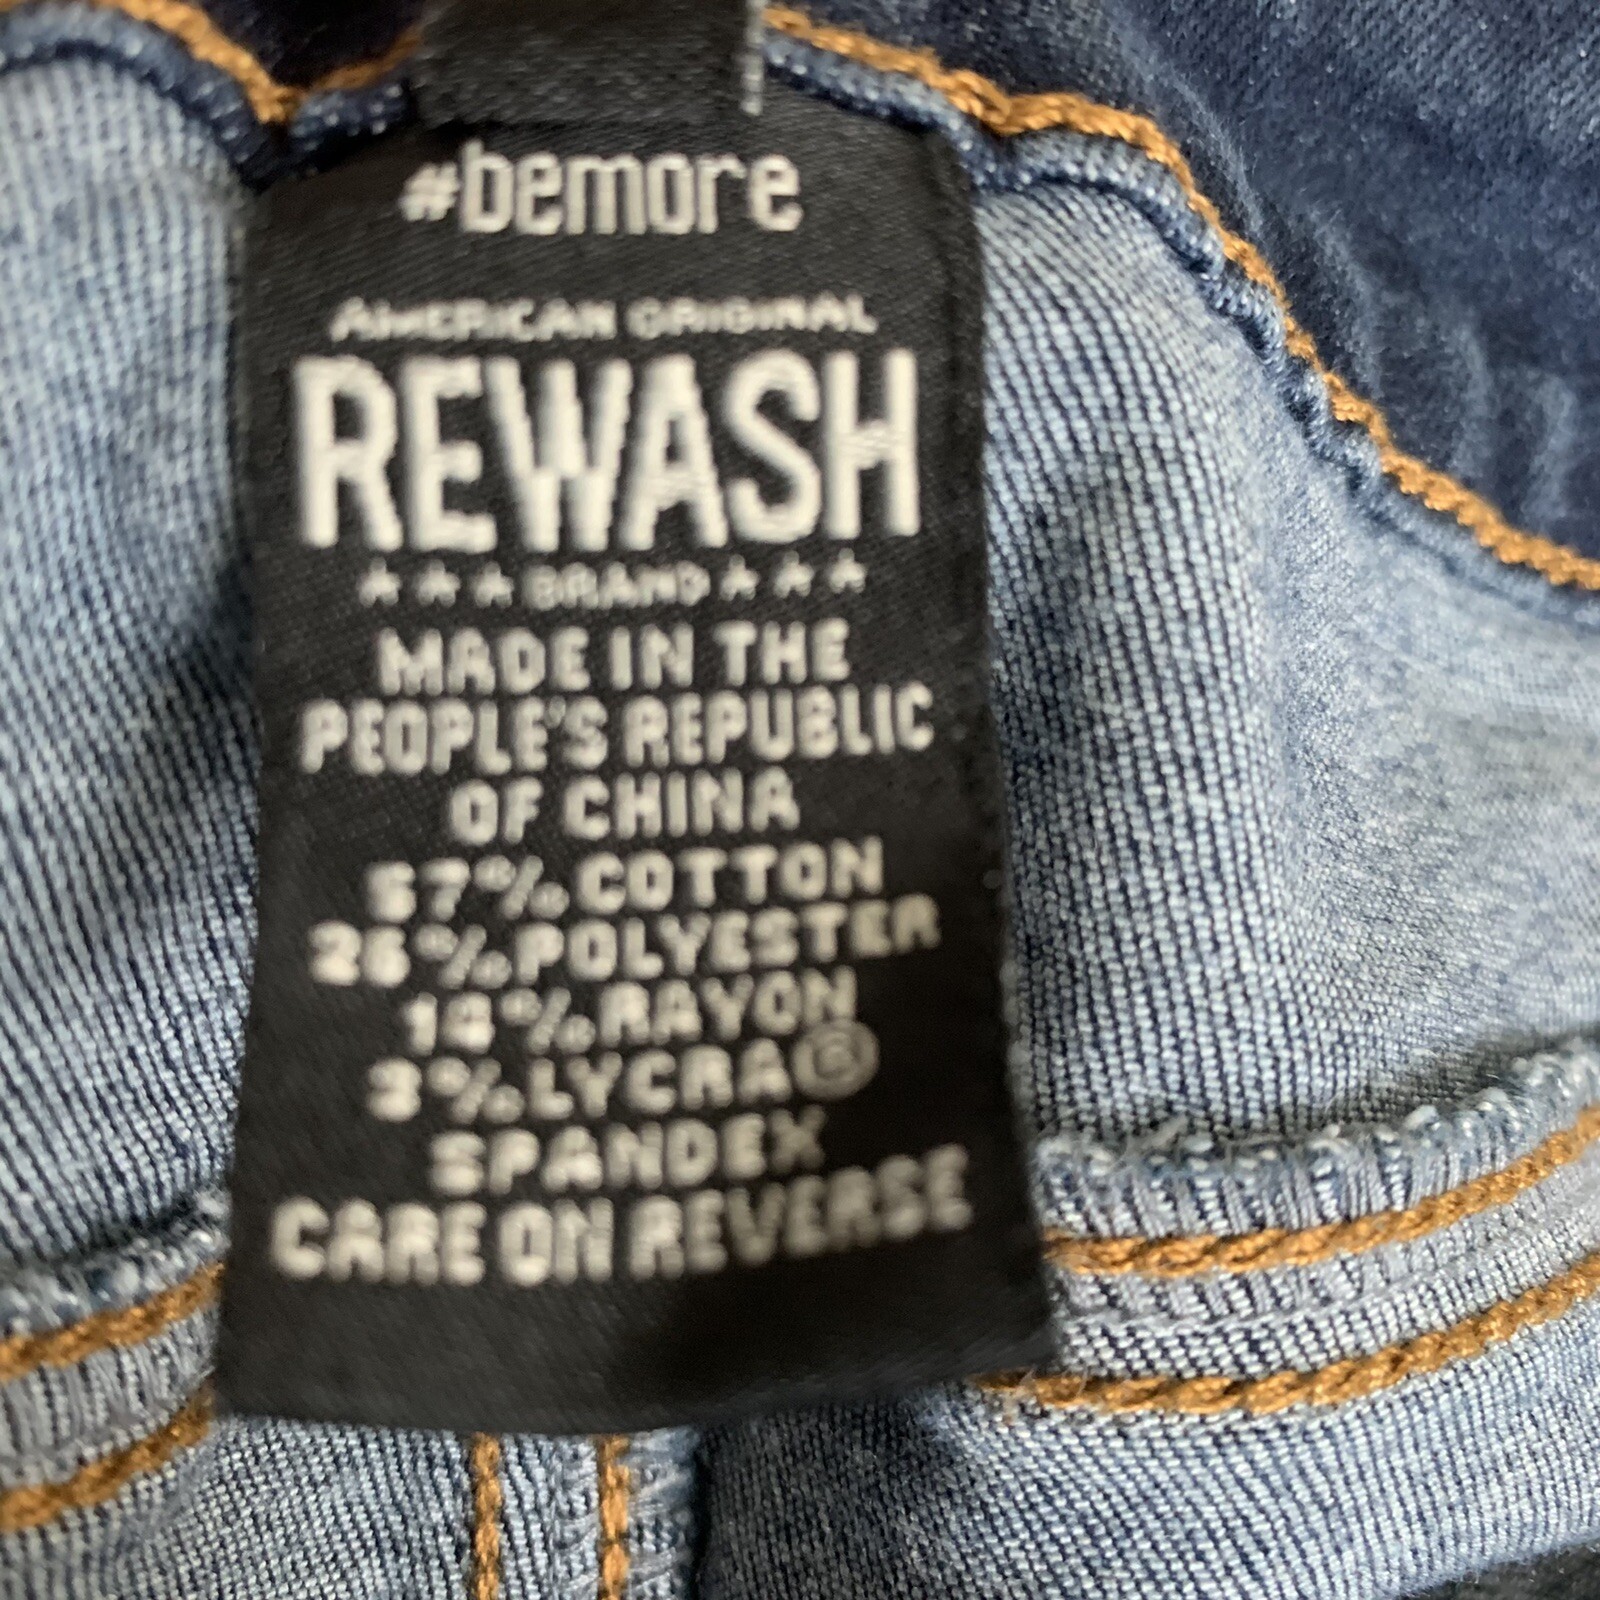 #bemore
AMERICAN ORIGINAL
REWASH
★ ★ ★ BRAND ★ ★ ★
MADE IN THE
PEOPLE'S REPUBLIC
OF CHINA
57% COTTON
26% POLYESTER
14% RAYON
3% LYCRA®
SPANDEX
CARE ON REVERSE